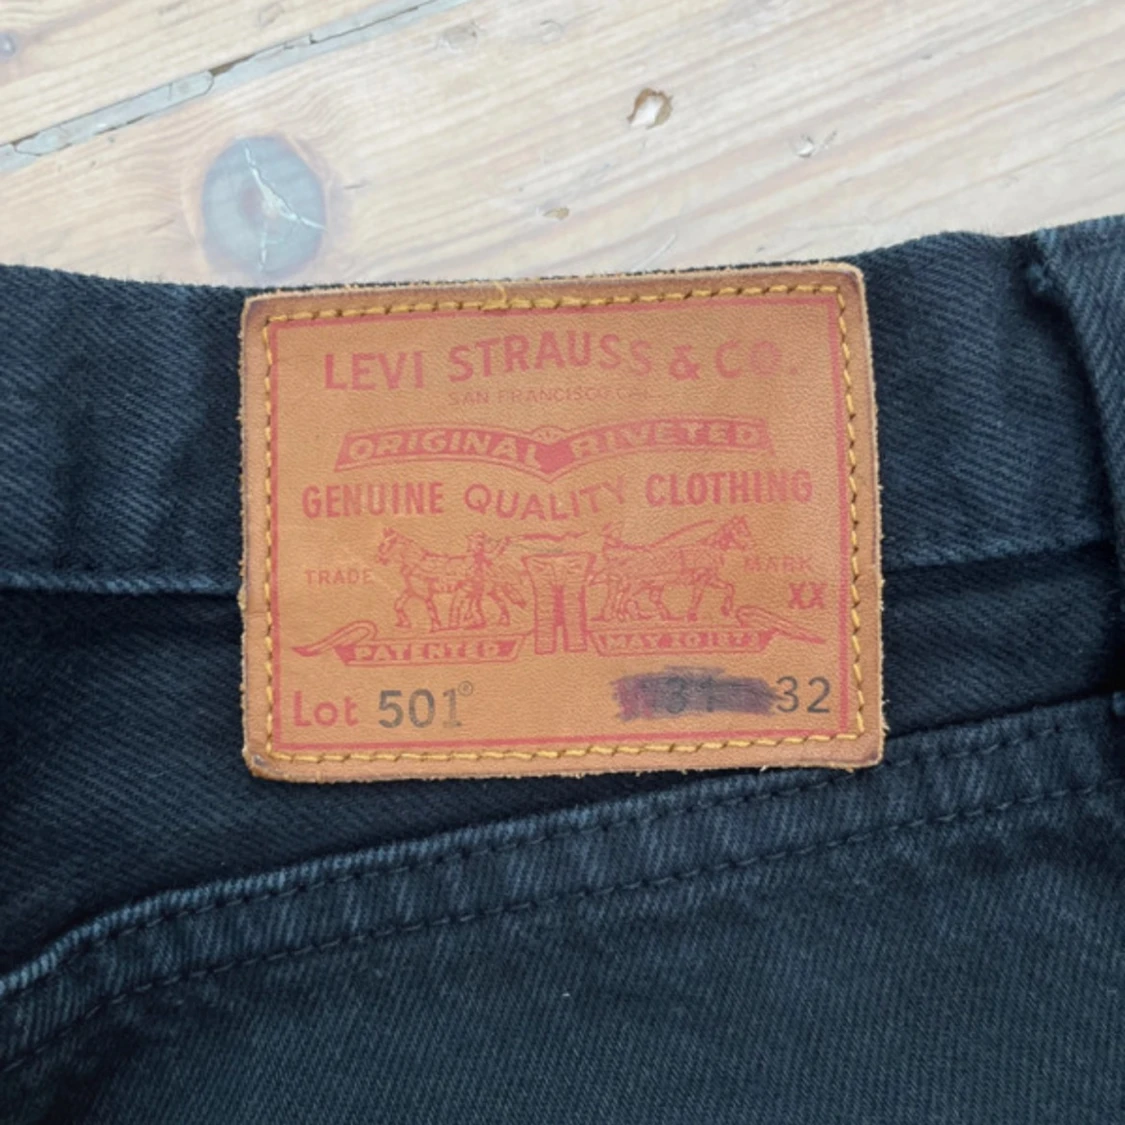 LEVI STRAUSS & CO.
SAN FRANCISCO CAL.
ORIGINAL RIVETED
GENUINE QUALITY CLOTHING
TRADE MARK
XX
PATENTED MAY 20 1873
Lot 501® 32